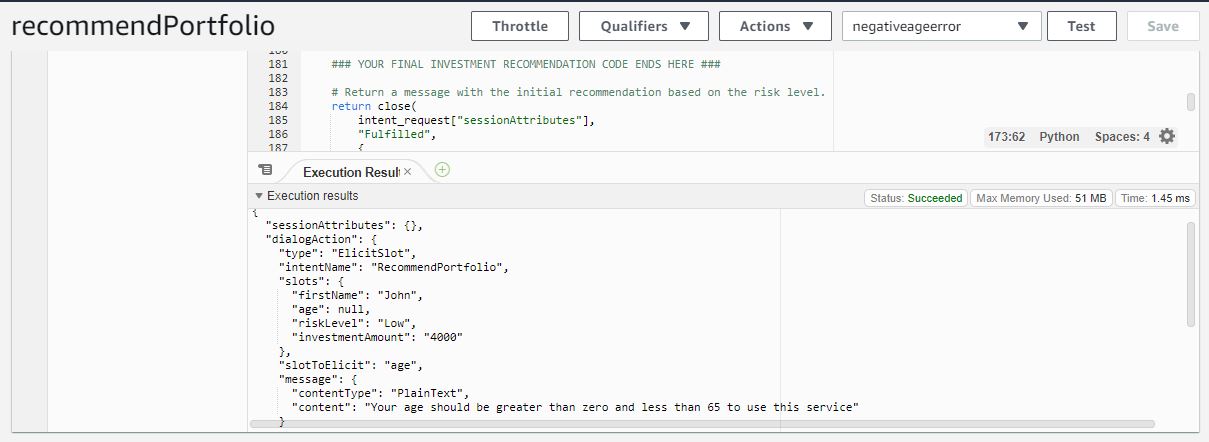 recommendPortfolio
Throttle
Qualifiers
Actions
negativeageerror
Test
Save
180
181 ### YOUR FINAL INVESTMENT RECOMMENDATION CODE ENDS HERE ###
182
183 # Return a message with the initial recommendation based on the risk level.
184 return close(
185 intent_request["sessionAttributes"],
186 "Fulfilled",
187 {
173:62 Python Spaces: 4
Execution Result
Execution results
Status: Succeeded
Max Memory Used: 51 MB
Time: 1.45 ms
{
"sessionAttributes": {},
"dialogAction": {
"type": "ElicitSlot",
"intentName": "RecommendPortfolio",
"slots": {
"firstName": "John",
"age": null,
"riskLevel": "Low",
"investmentAmount": "4000"
},
"slotToElicit": "age",
"message": {
"contentType": "PlainText",
"content": "Your age should be greater than zero and less than 65 to use this service"
}